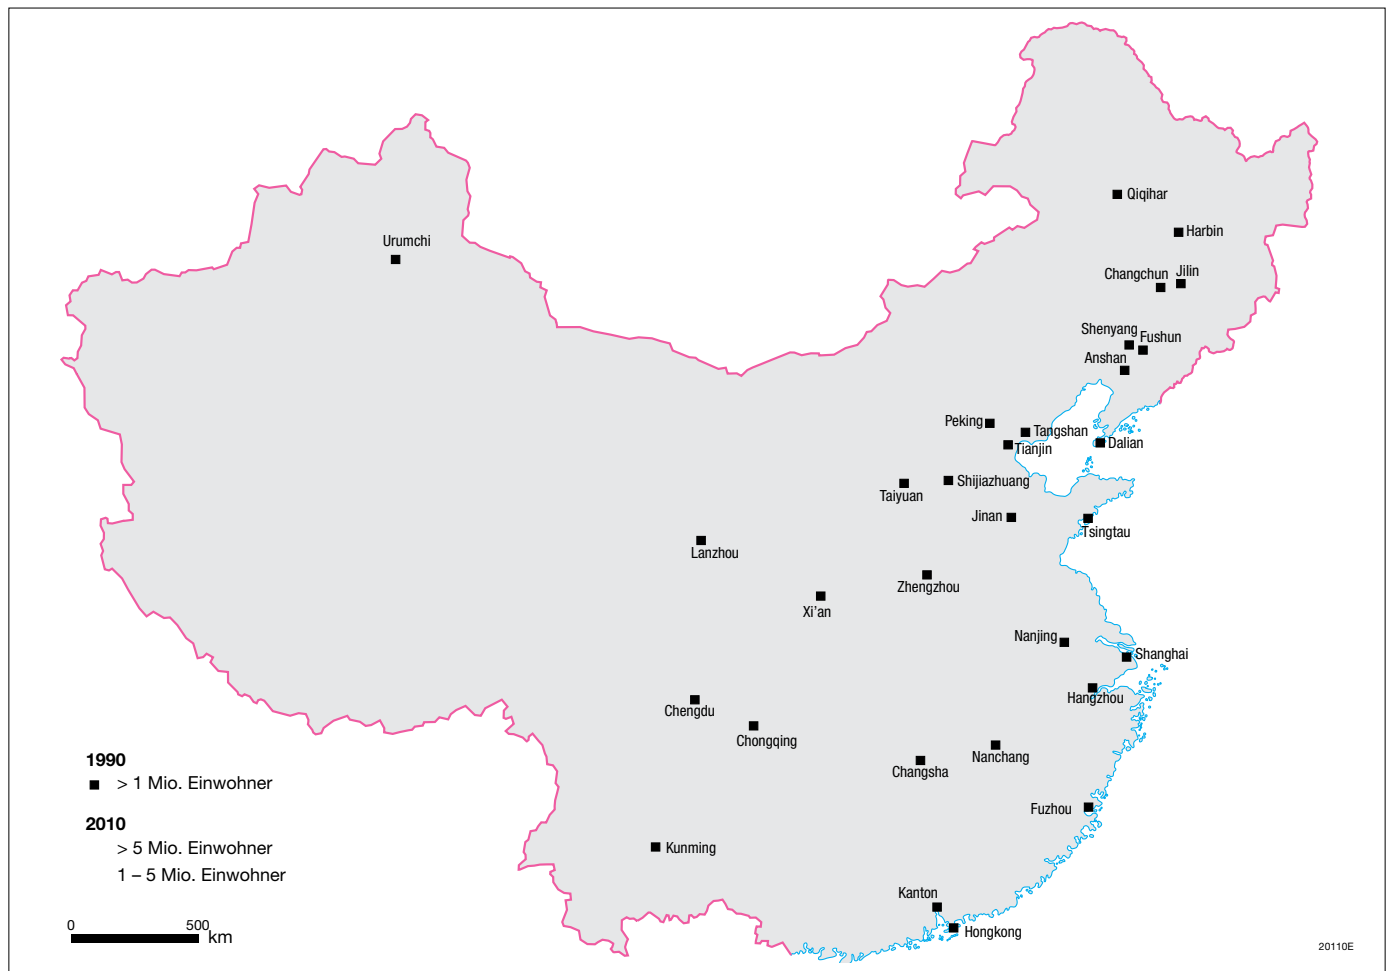 Qiqihar
Harbin
Urumchi
Changchun
Jilin
Shenyang
Fushun
Anshan
Peking
Tangshan
Tianjin
Dalian
Shijiazhuang
Taiyuan
Jinan
Tsingtau
Lanzhou
Zhengzhou
Xi'an
Nanjing
Shanghai
Hangzhou
Chengdu
Chongqing
Nanchang
Changsha
Fuzhou
Kunming
Kanton
Hongkong
1990
> 1 Mio. Einwohner
2010
> 5 Mio. Einwohner
1 – 5 Mio. Einwohner
0 500 km
20110E